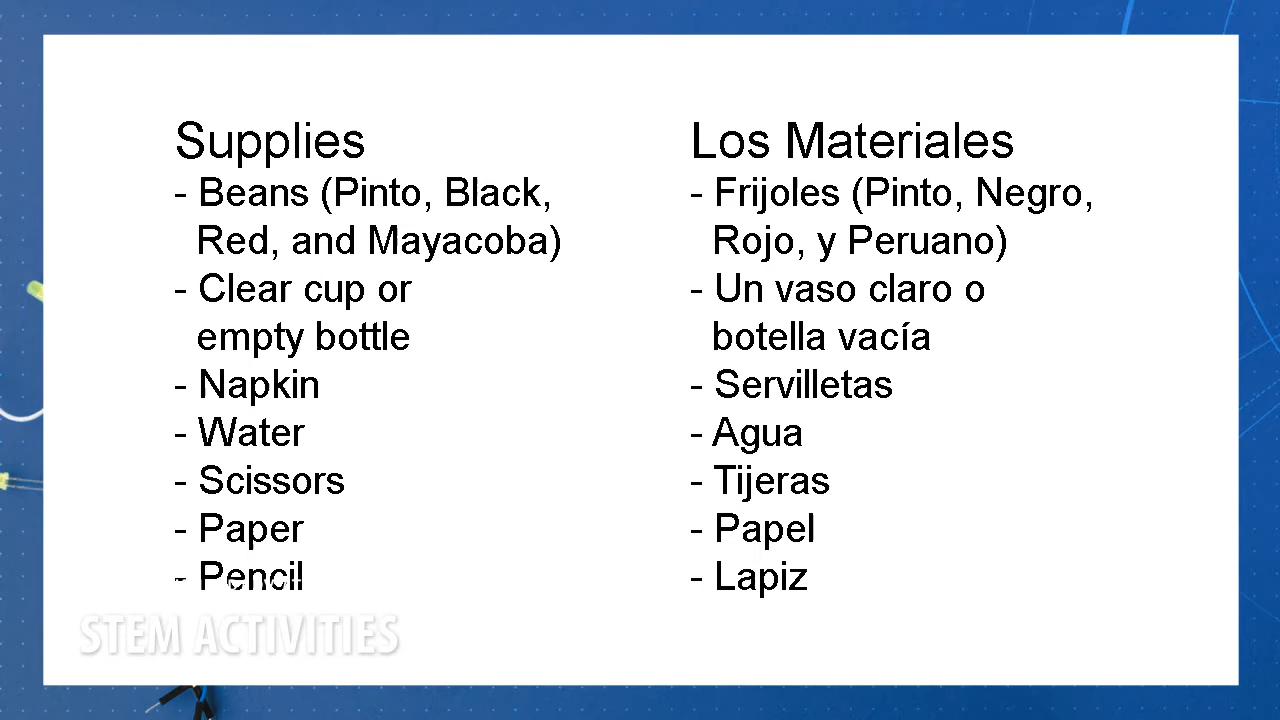 Supplies
- Beans (Pinto, Black,
Red, and Mayacoba)
- Clear cup or
empty bottle
- Napkin
- Water
- Scissors
- Paper
- Pencil
Los Materiales
- Frijoles (Pinto, Negro,
Rojo, y Peruano)
- Un vaso claro o
botella vacía
- Servilletas
- Agua
- Tijeras
- Papel
- Lapiz
STEM ACTIVITIES